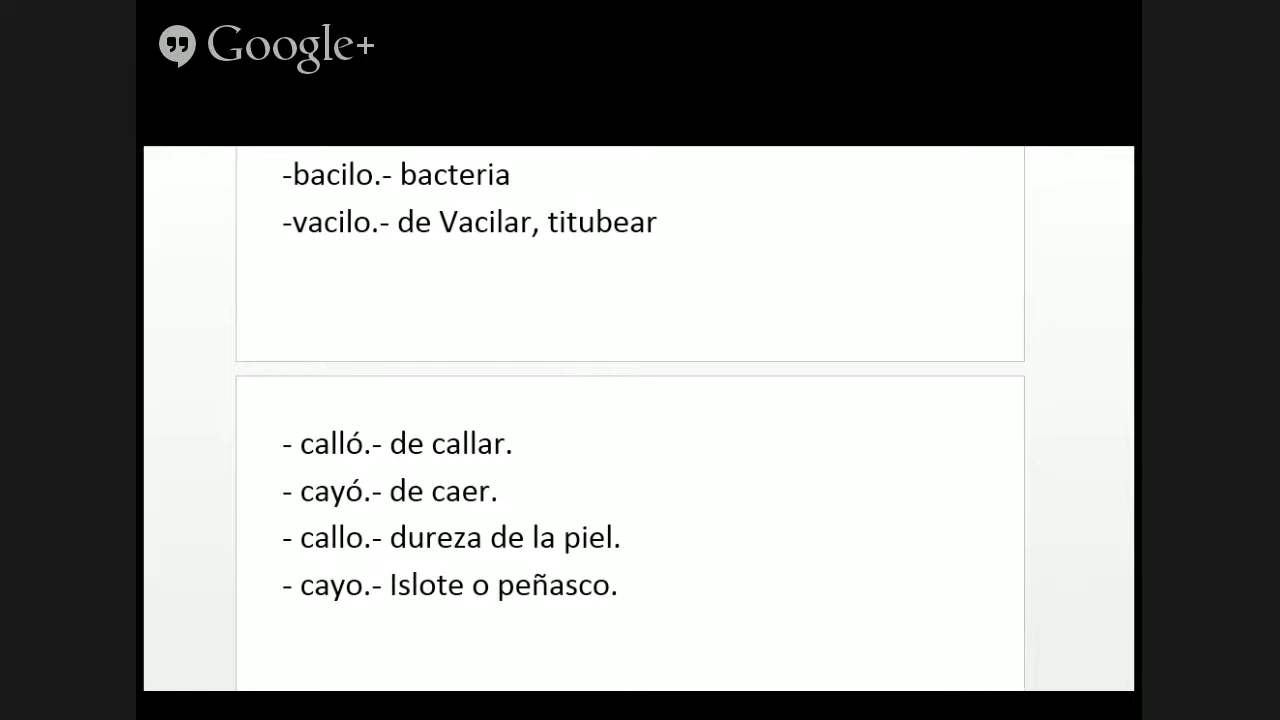 Google+
-bacilo.- bacteria
-vacilo.- de Vacilar, titubear
- calló.- de callar.
- cayó.- de caer.
- callo.- dureza de la piel.
- cayo.- Islote o peñasco.